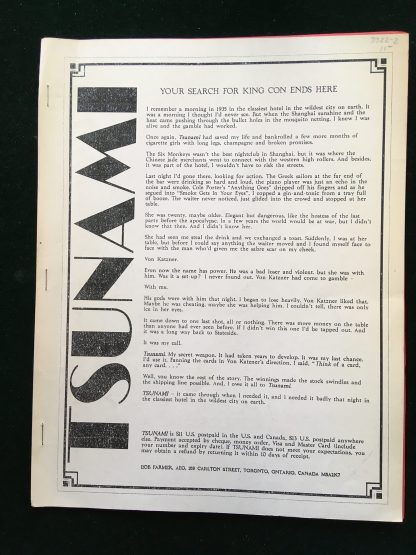 3322-2
TSUNAMI
YOUR SEARCH FOR KING CON ENDS HERE
I remember a morning in 1935 in the classiest hotel in the wildest city on earth. It
was a morning I thought I'd never see. But when the Shanghai sunshine and the
heat came pushing through the bullet holes in the mosquito netting, I knew I was
alive and the gamble had worked.
Once again, Tsunami had saved my life and bankrolled a few more months of
cigarette girls with long legs, champagne and broken promises.
The Six Monkeys wasn't the best nightclub in Shanghai, but it was where the
Chinese jade merchants went to connect with the western high rollers. And besides,
it was part of the hotel. I wouldn't have to risk the streets.
Last night I'd gone there, looking for action. The Greek sailors at the far end of
the bar were drinking so hard and loud, the piano player was just an echo in the
noise and smoke. Cole Porter's "Anything Goes" dripped off his fingers and as he
segued into "Smoke Gets In Your Eyes", I copped a gin-and-tonic from a tray full
of booze. The waiter never noticed, just glided into the crowd and stopped at her
table.
She was twenty, maybe older. Elegant but dangerous, like the hostess of the last
party before the apocalypse. In a few years the world would be at war, but I didn't
know that then. And I didn't know her.
She had seen me steal the drink and we exchanged a toast. Suddenly, I was at her
table, but before I could say anything the waiter moved and I found myself face to
face with the man who'd given me the sabre scar on my cheek.
Von Katzner.
Even now the name has power. He was a bad loser and violent, but she was with
him. Was it a set-up? I never found out. Von Katzner had come to gamble -
With me.
His gods were with him that night. I began to lose heavily. Von Katzner liked that.
Maybe he was cheating, maybe she was helping him. I couldn't tell, there was only
ice in her eyes.
It came down to one last shot, all or nothing. There was more money on the table
than anyone had ever seen before. If I didn't win this one I'd be tapped out. And
it was a long way back to Stateside.
It was my call.
Tsunami. My secret weapon. It had taken years to develop. It was my last chance.
I'd use it. Fanning the cards in Von Katzner's direction, I said, "Think of a card,
any card. . ."
Well, you know the rest of the story. The winnings made the stock swindles and
the shipping line possible. And, I owe it all to Tsunami.
TSUNAMI - it came through when I needed it, and I needed it badly that night in
the classiest hotel in the wildest city on earth.
TSUNAMI is $11 U.S. postpaid in the U.S. and Canada, $13 U.S. postpaid anywhere
else. Payment accepted by cheque, money order, Visa and Master Card (include
your number and expiry date). If TSUNAMI does not meet your expectations, you
may obtain a refund by returning it within 10 days of receipt.
BOB FARMER, AEO, 209 CARLTON STREET, TORONTO, ONTARIO, CANADA M5A2K7